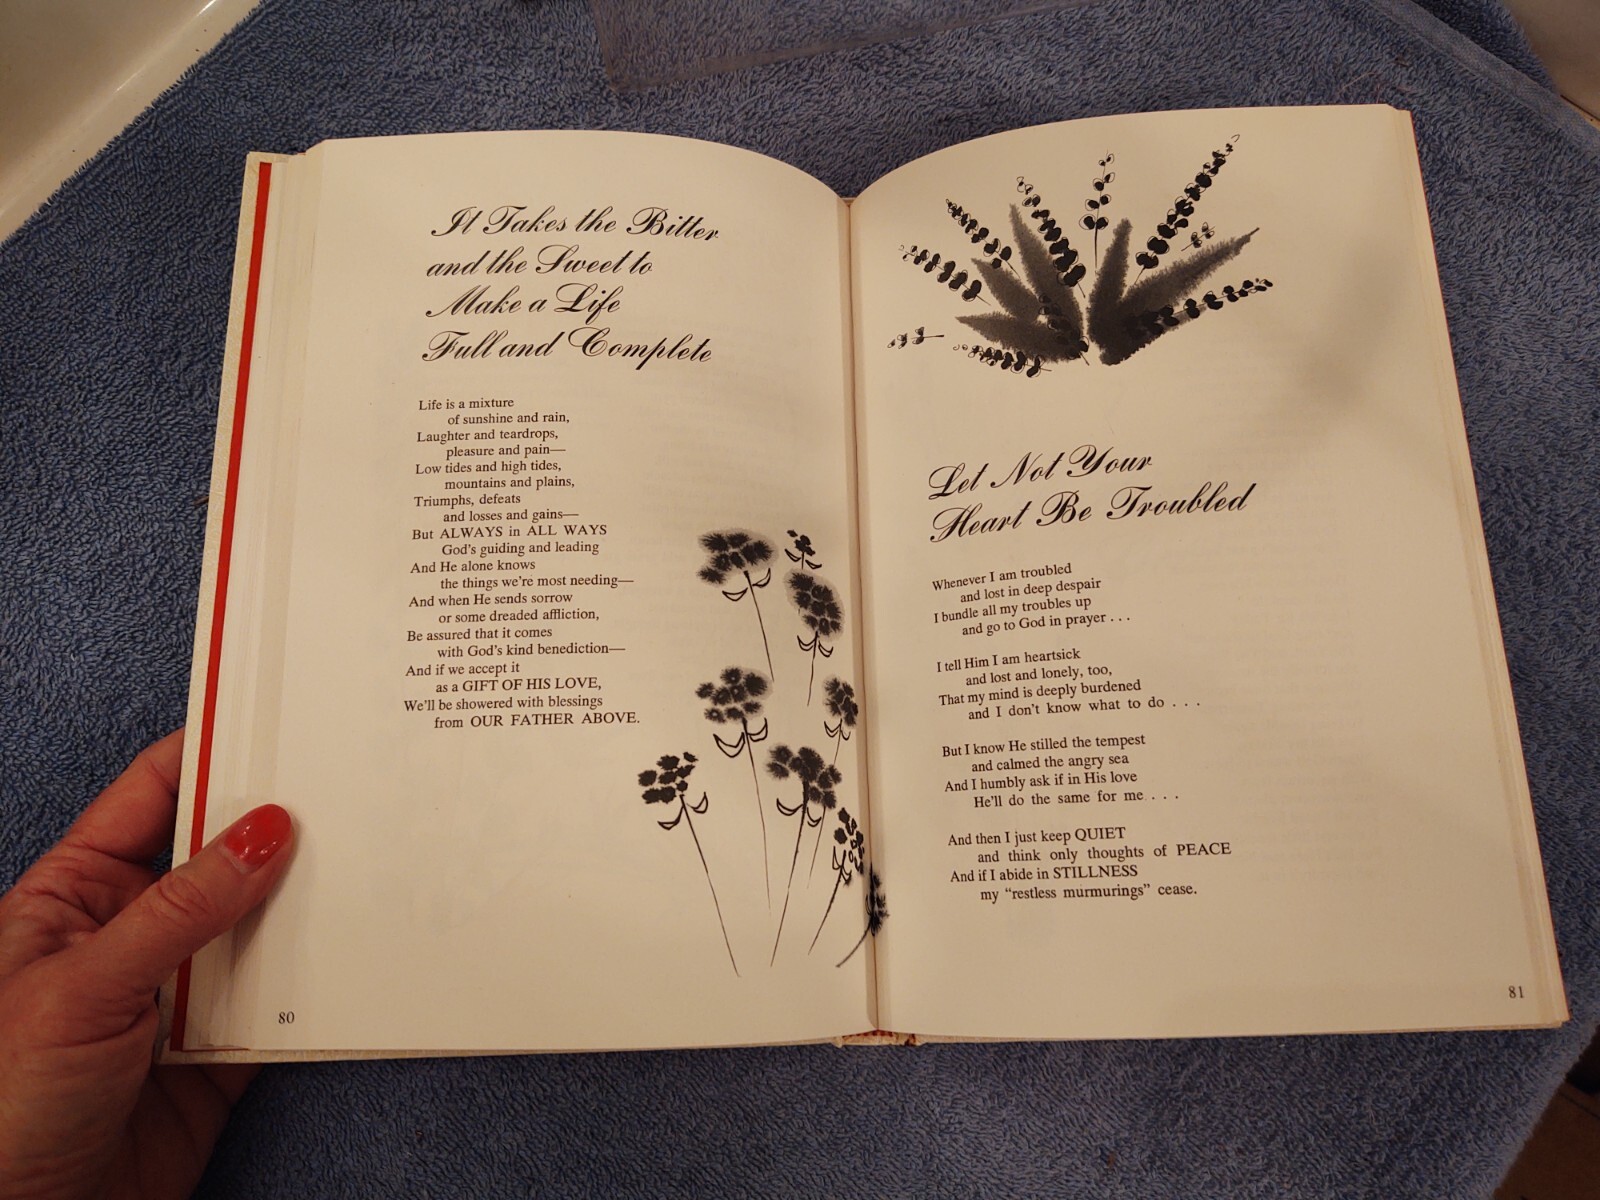 It Takes the Bitter
and the Sweet to
Make a Life
Full and Complete
Life is a mixture
of sunshine and rain,
Laughter and teardrops,
pleasure and pain—
Low tides and high tides,
mountains and plains,
Triumphs, defeats
and losses and gains—
But ALWAYS in ALL WAYS
God's guiding and leading
And He alone knows
the things we're most needing—
And when He sends sorrow
or some dreaded affliction,
Be assured that it comes
with God's kind benediction—
And if we accept it
as a GIFT OF HIS LOVE,
We'll be showered with blessings
from OUR FATHER ABOVE.
80
Let Not Your
Heart Be Troubled
Whenever I am troubled
and lost in deep despair
I bundle all my troubles up
and go to God in prayer . . .
I tell Him I am heartsick
and lost and lonely, too,
That my mind is deeply burdened
and I don't know what to do . . .
But I know He stilled the tempest
and calmed the angry sea
And I humbly ask if in His love
He'll do the same for me . . . .
And then I just keep QUIET
and think only thoughts of PEACE
And if I abide in STILLNESS
my "restless murmurings" cease.
81